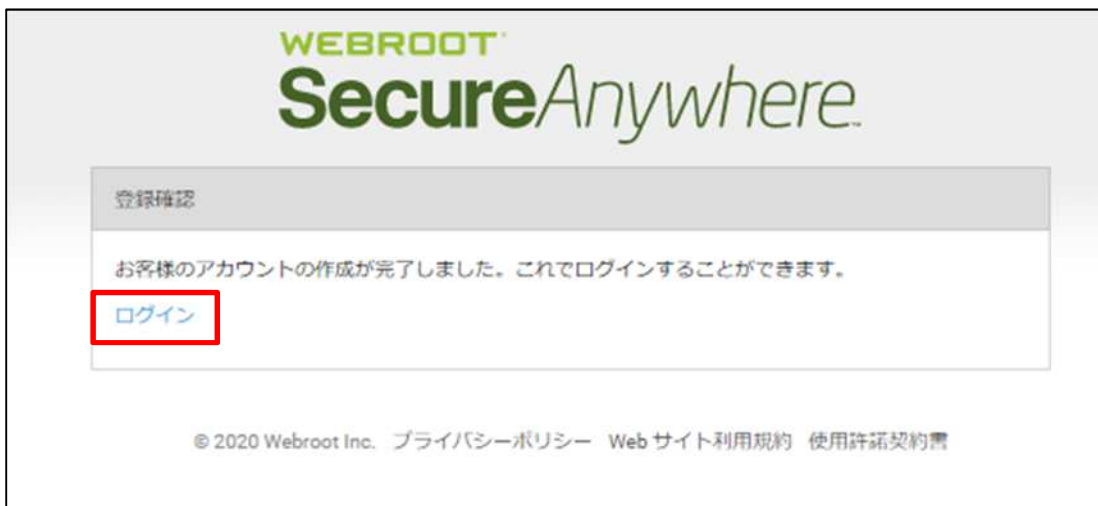 WEBROOT
SecureAnywhere™
登録確認
お客様のアカウントの作成が完了しました。これでログインすることができます。
ログイン
© 2020 Webroot Inc. プライバシーポリシー Web サイト利用規約 使用許諾契約書